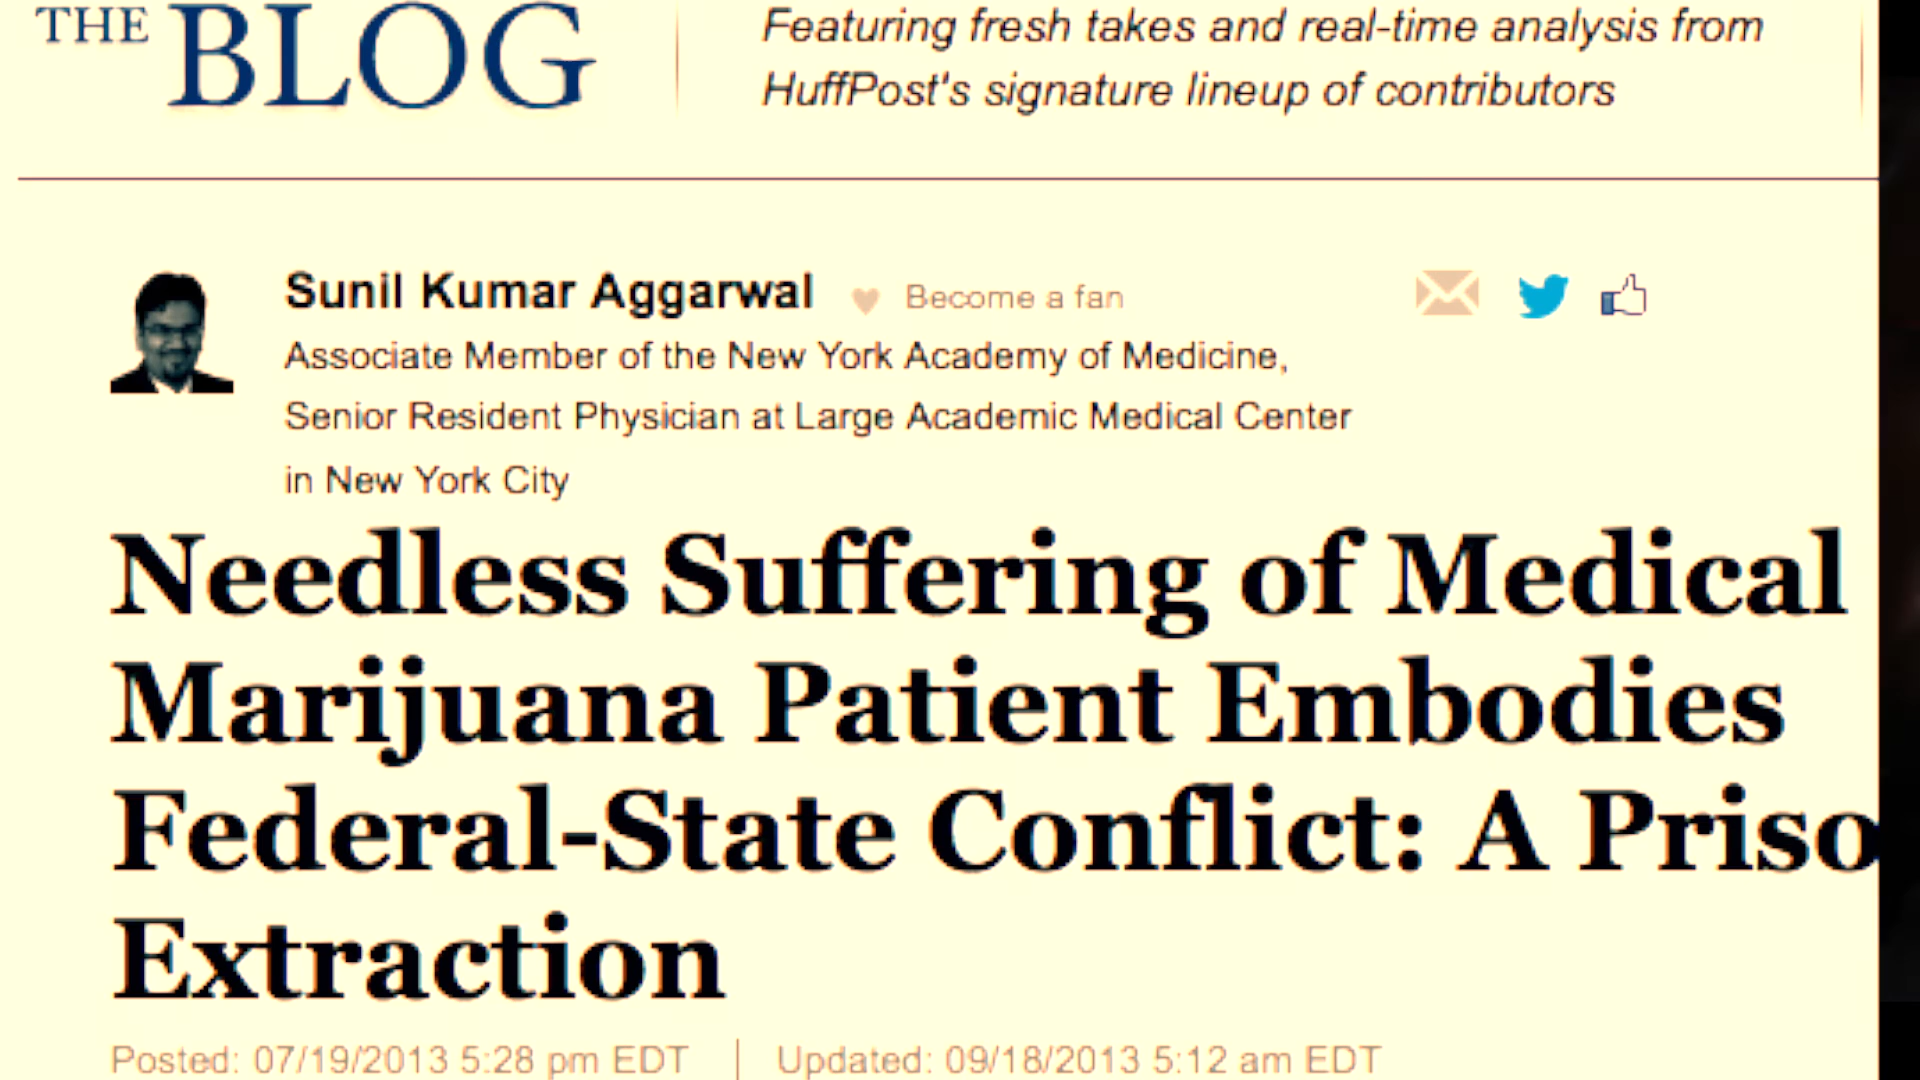 THE BLOG
Featuring fresh takes and real-time analysis from
HuffPost's signature lineup of contributors
Sunil Kumar Aggarwal
Become a fan
Associate Member of the New York Academy of Medicine,
Senior Resident Physician at Large Academic Medical Center
in New York City
Needless Suffering of Medical
Marijuana Patient Embodies
Federal-State Conflict: A Priso
Extraction
Posted: 07/19/2013 5:28 pm EDT
Updated: 09/18/2013 5:12 am EDT